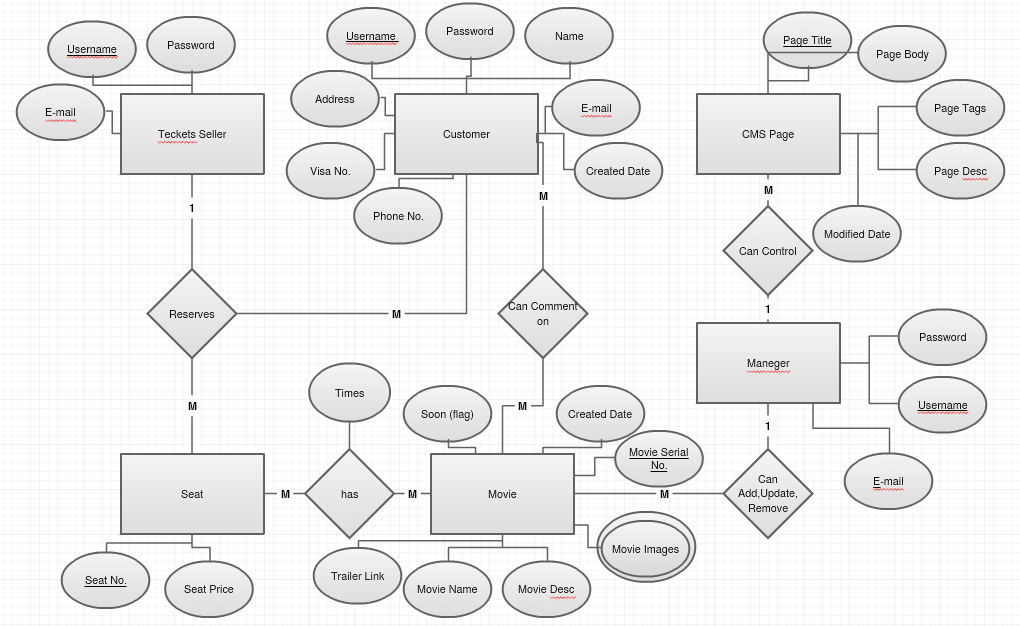 Username
Password
E-mail
Teckets Seller
Username
Password
Name
Address
Customer
E-mail
Visa No.
Created Date
Phone No.
Page Title
Page Body
Page Tags
CMS Page
Page Desc
Modified Date
1
M
M
Can Control
Reserves
M
Can Comment
on
1
Maneger
Password
Username
E-mail
Times
M
M
Soon (flag)
Created Date
1
Movie Serial
No.
Seat
M
has
M
Movie
M
Can
Add,Update,
Remove
Movie Images
Seat No.
Seat Price
Trailer Link
Movie Name
Movie Desc